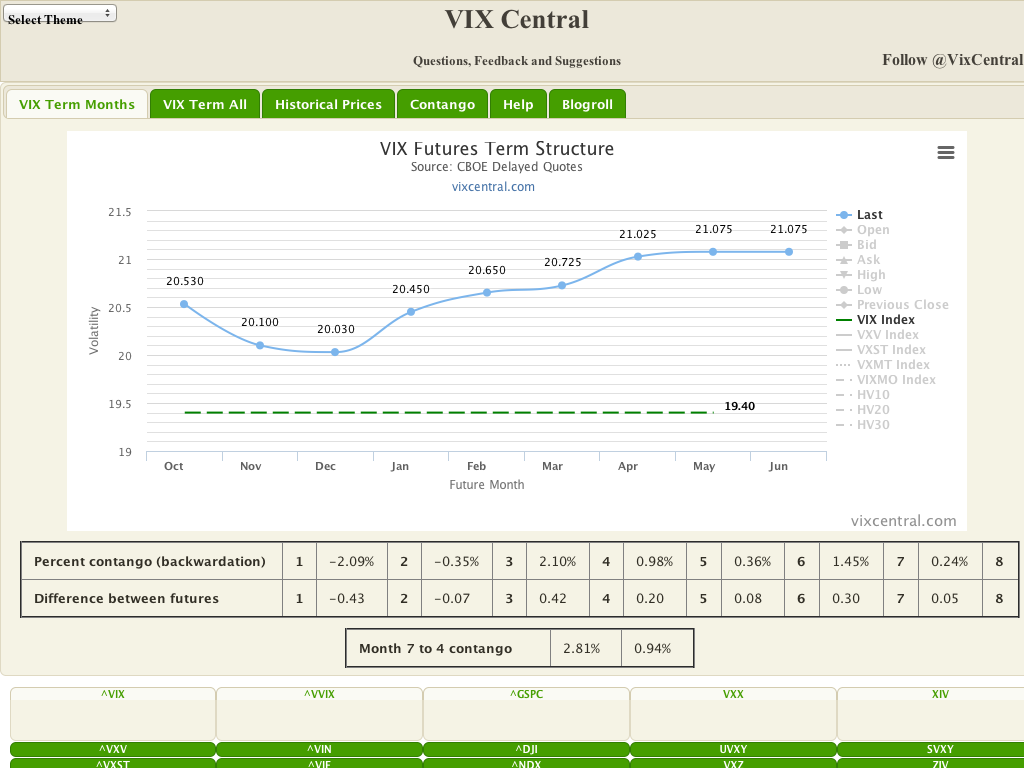 Select Theme
VIX Central
Questions, Feedback and Suggestions
Follow @VixCentral
VIX Term Months
VIX Term All
Historical Prices
Contango
Help
Blogroll
VIX Futures Term Structure
Source: CBOE Delayed Quotes
vixcentral.com
Volatility
21.5
21
20.5
20
19.5
19
20.530
20.100
20.030
20.450
20.650
20.725
21.025
21.075
21.075
19.40
Oct
Nov
Dec
Jan
Feb
Mar
Apr
May
Jun
Future Month
Last
Open
Bid
Ask
High
Low
Previous Close
VIX Index
VXV Index
VXST Index
VXMT Index
VIXMO Index
HV10
HV20
HV30
vixcentral.com
Percent contango (backwardation) 1 −2.09% 2 −0.35% 3 2.10% 4 0.98% 5 0.36% 6 1.45% 7 0.24% 8
Difference between futures 1 −0.43 2 −0.07 3 0.42 4 0.20 5 0.08 6 0.30 7 0.05 8
Month 7 to 4 contango 2.81% 0.94%
^VIX ^VVIX ^GSPC VXX XIV
^VXV ^VIN ^DJI UVXY SVXY
^VXST ^VIF ^NDX VXZ ZIV